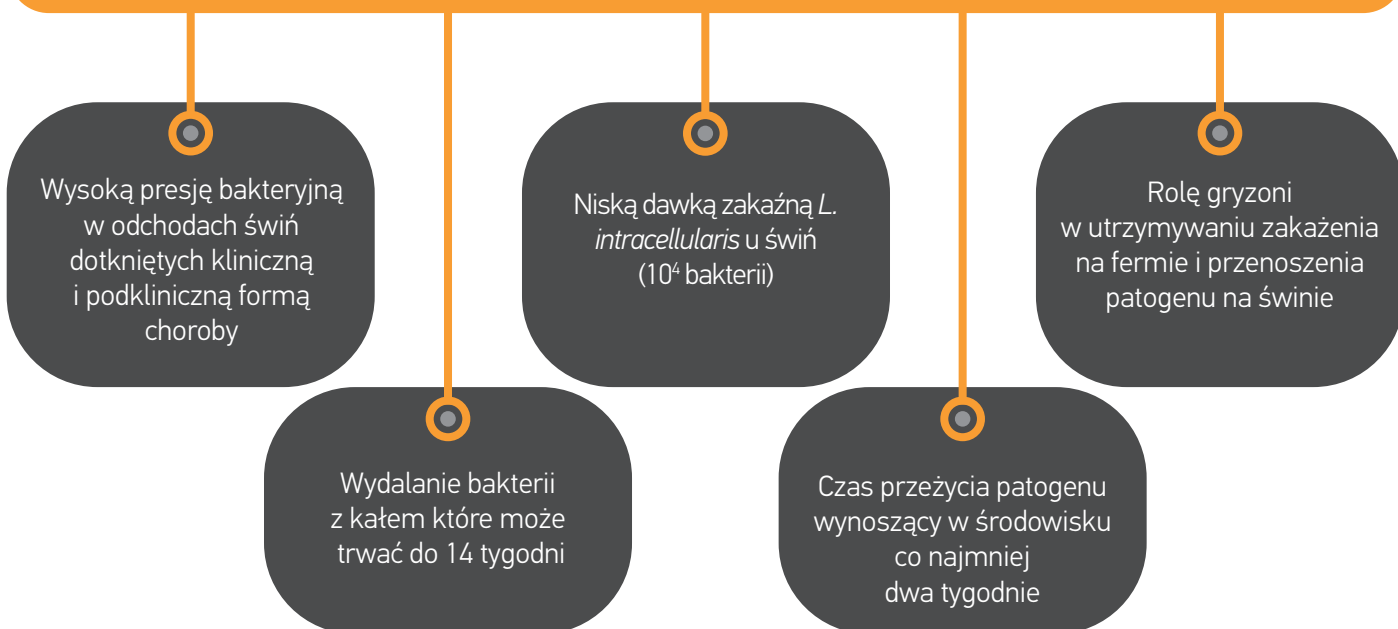 Wysoką presję bakteryjną
w odchodach świń
dotkniętych kliniczną
i podkliniczną formą
choroby
Wydalanie bakterii
z kałem które może
trwać do 14 tygodni
Niską dawką zakaźną L.
intracellularis u świń
(10⁴ bakterii)
Czas przeżycia patogenu
wynoszący w środowisku
co najmniej
dwa tygodnie
Rolę gryzoni
w utrzymywaniu zakażenia
na fermie i przenoszenia
patogenu na świnie